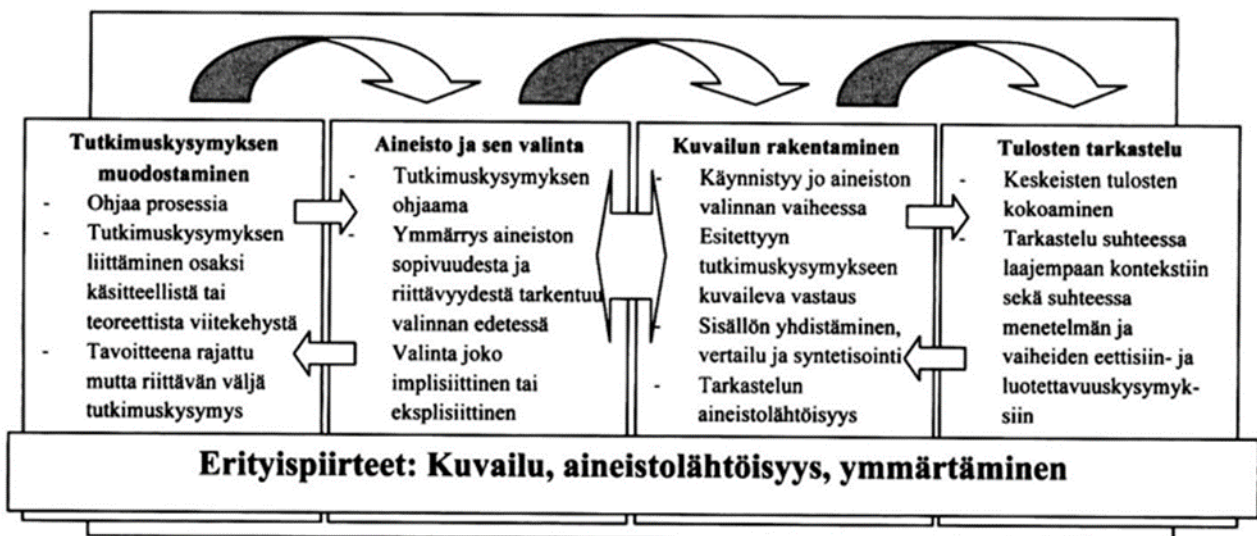 Tutkimuskysymyksen
muodostaminen
- Ohjaa prosessia
- Tutkimuskysymyksen
liittäminen osaksi
käsitteellistä tai
teoreettista viitekehystä
- Tavoitteena rajattu
mutta riittävän väljä
tutkimuskysymys
Aineisto ja sen valinta
- Tutkimuskysymyksen
ohjaama
- Ymmärrys aineiston
sopivuudesta ja
riittävyydestä tarkentuu
valinnan edetessä
- Valinta joko
implisiittinen tai
eksplisiittinen
Kuvailun rakentaminen
- Käynnistyy jo aineiston
valinnan vaiheessa
- Esitettyyn
tutkimuskysymykseen
kuvaileva vastaus
- Sisällön yhdistäminen,
vertailu ja syntetisointi
- Tarkastelun
aineistolähtöisyys
Tulosten tarkastelu
- Keskeisten tulosten
kokoaminen
- Tarkastelu suhteessa
laajempaan kontekstiin
sekä suhteessa
menetelmän ja
vaiheiden eettisiin- ja
luotettavuuskysymyk-
siin
Erityispiirteet: Kuvailu, aineistolähtöisyys, ymmärtäminen